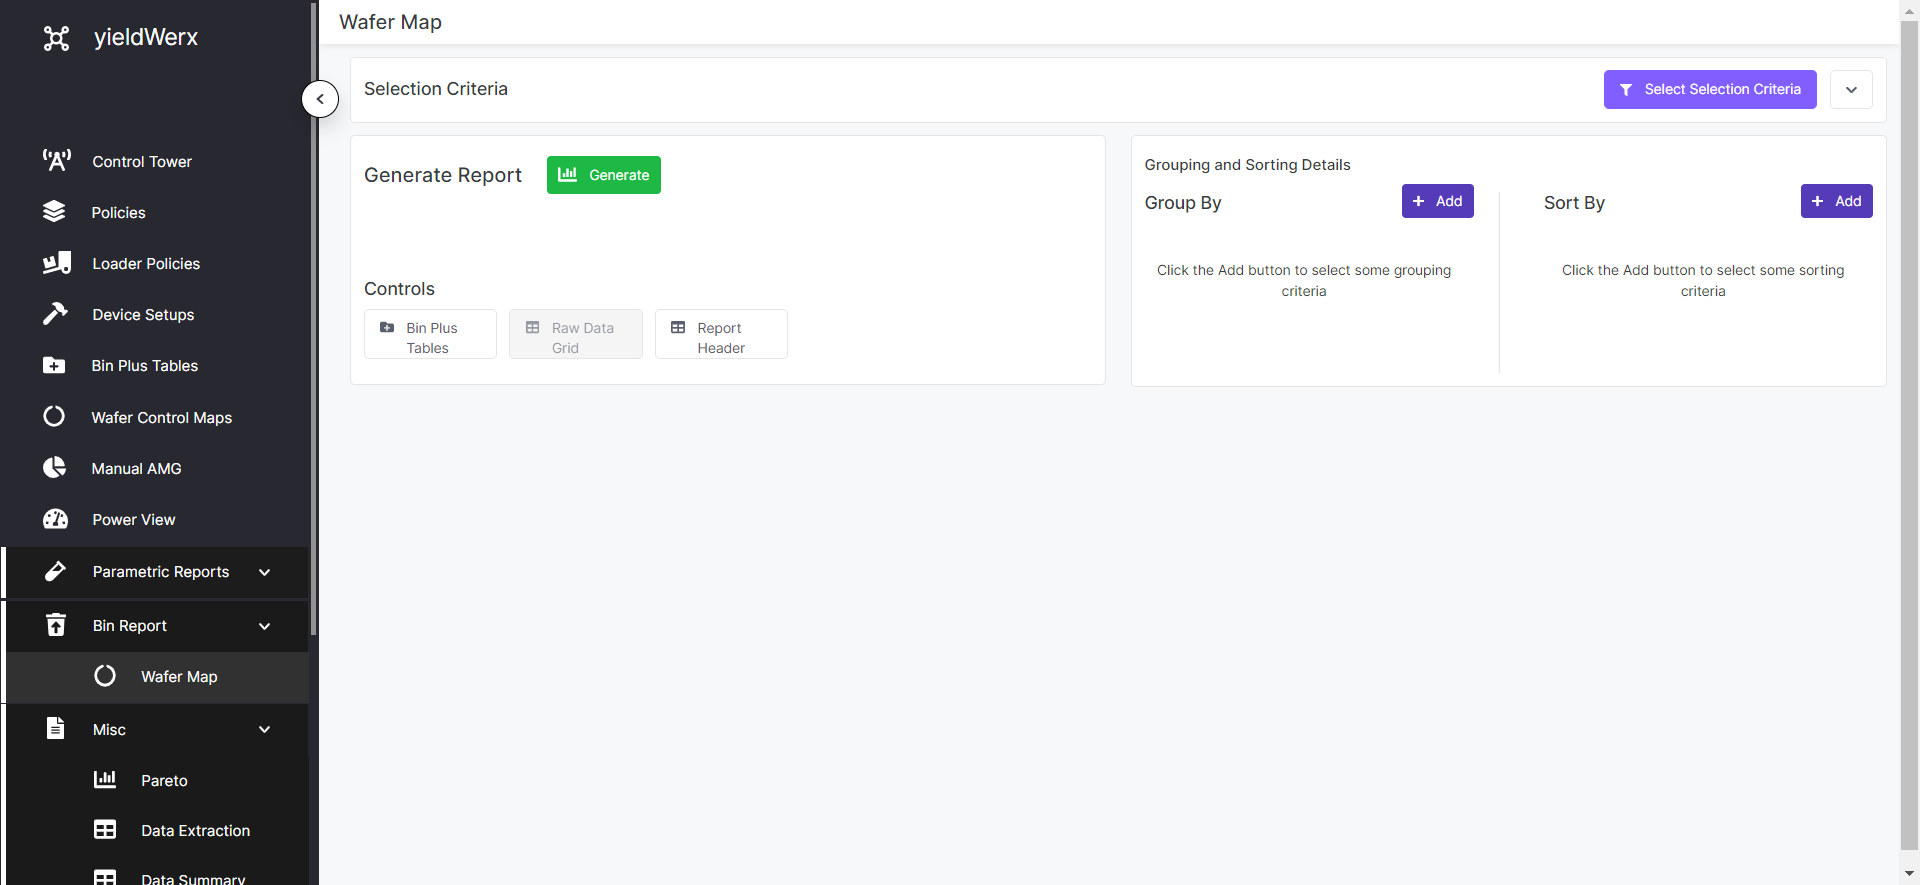 yieldWerx
Control Tower
Policies
Loader Policies
Device Setups
Bin Plus Tables
Wafer Control Maps
Manual AMG
Power View
Parametric Reports
Bin Report
Wafer Map
Misc
Pareto
Data Extraction
Data Summary
Wafer Map
Selection Criteria
Select Selection Criteria
Generate Report
Generate
Controls
Bin Plus
Tables
Raw Data
Grid
Report
Header
Grouping and Sorting Details
Group By
Add
Click the Add button to select some grouping
criteria
Sort By
Add
Click the Add button to select some sorting
criteria